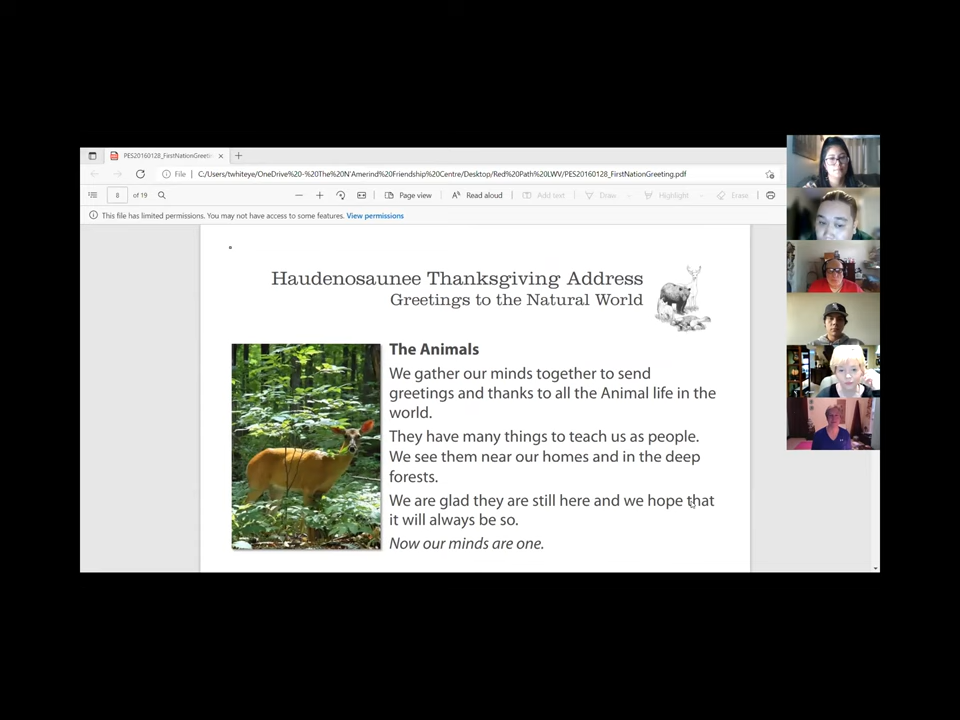 PES20160128_FirstNationGreetin
File C:/Users/twhiteye/OneDrive%20-%20The%20N'Amerind%20Friendship%20Centre/Desktop/Red%20Path%20LWV/PES20160128_FirstNationGreeting.pdf
8 of 19 Page view Read aloud Add text Draw Highlight Erase
This file has limited permissions. You may not have access to some features. View permissions
Haudenosaunee Thanksgiving Address
Greetings to the Natural World
The Animals
We gather our minds together to send
greetings and thanks to all the Animal life in the
world.
They have many things to teach us as people.
We see them near our homes and in the deep
forests.
We are glad they are still here and we hope that
it will always be so.
Now our minds are one.